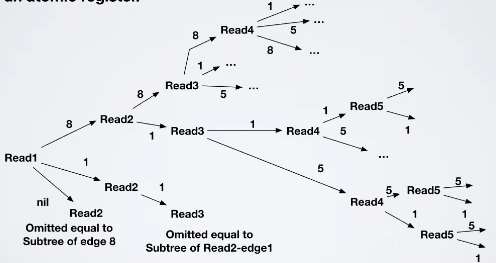 an atomic register.
1
...
Read4
5
...
8
8
...
1
...
Read3
8
5
...
5
Read5
Read2
1
8
1
Read3
1
Read4
1
5
Read1
1
...
5
Read2
1
5
Read5
5
nil
Read4
Read2
Read3
1
1
Omitted equal to
Subtree of edge 8
Omitted equal to
Subtree of Read2-edge1
Read5
5
1